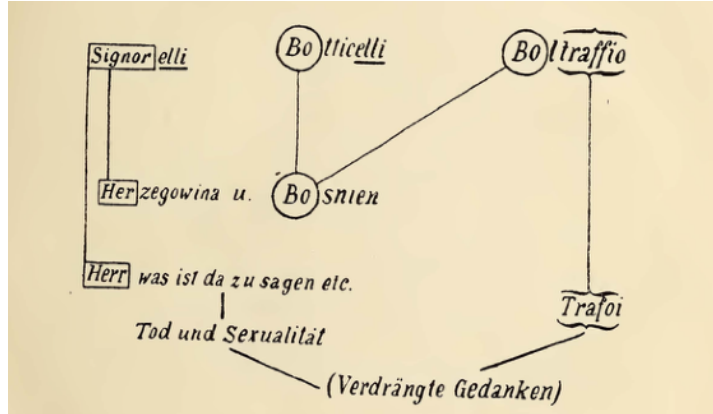 Signorelli Botticelli Boltraffio
Herzegowina u. Bosnien
Herr was ist da zu sagen etc.
Trafoi
Tod und Sexualität
(Verdrängte Gedanken)